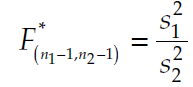 F*(n₁−1,n₂−1) = s₁² / s₂²